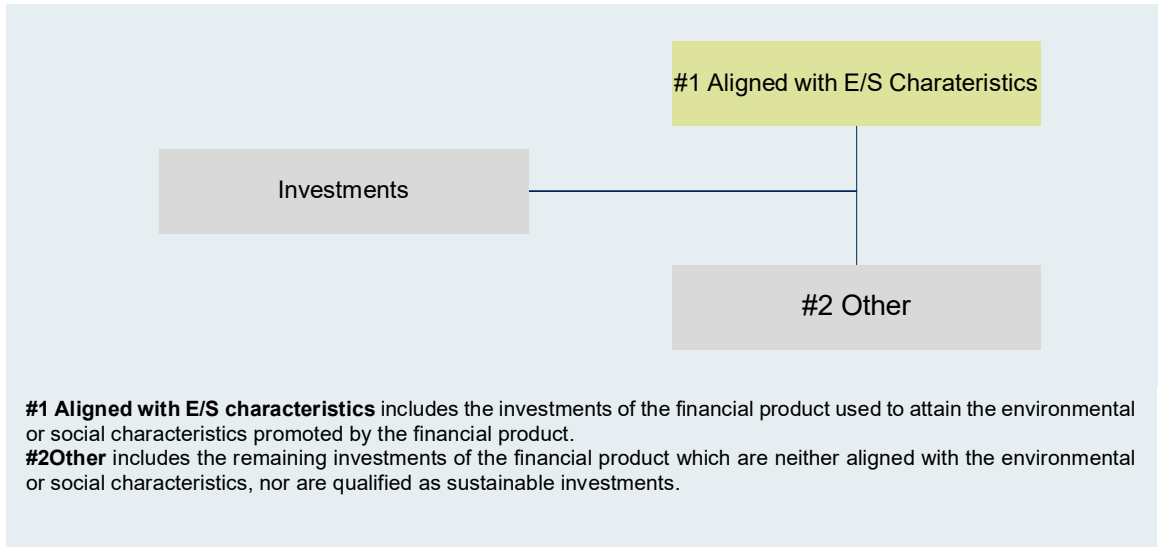 #1 Aligned with E/S Charateristics
Investments
#2 Other
#1 Aligned with E/S characteristics includes the investments of the financial product used to attain the environmental
or social characteristics promoted by the financial product.
#2Other includes the remaining investments of the financial product which are neither aligned with the environmental
or social characteristics, nor are qualified as sustainable investments.